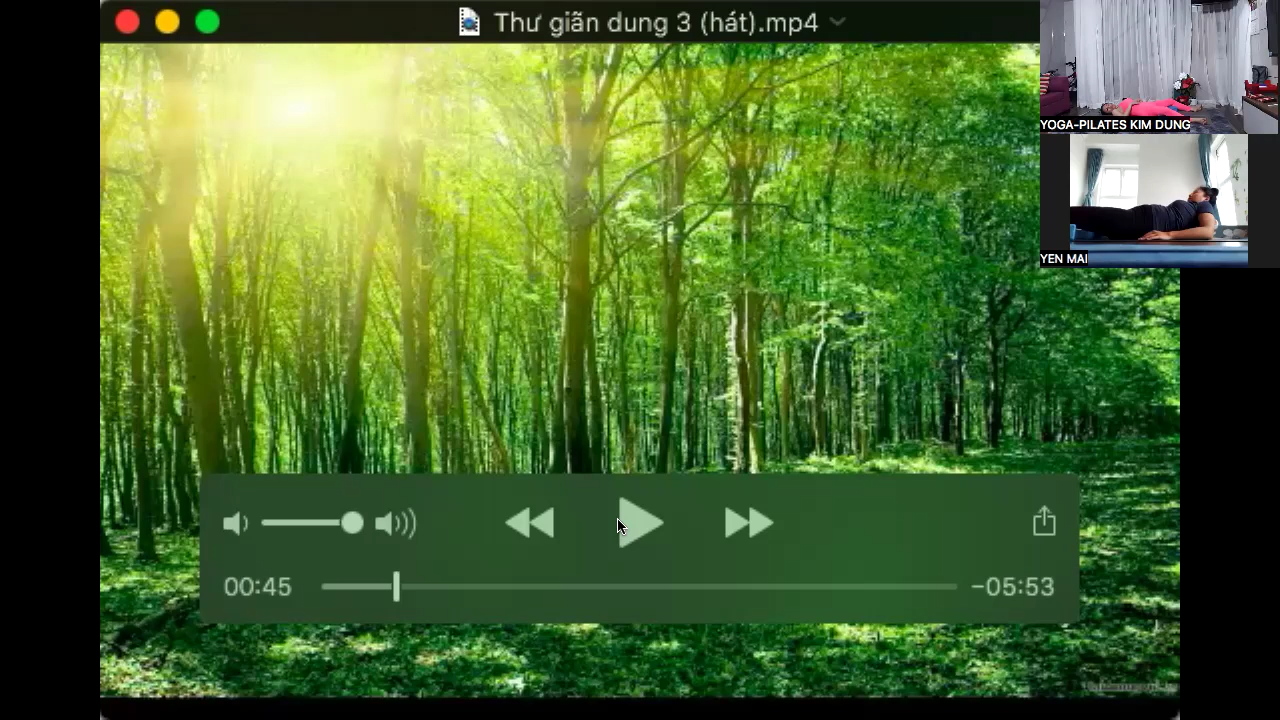 Thư giãn dung 3 (hát).mp4
YOGA-PILATES KIM DUNG
YEN MAI
00:45
-05:53